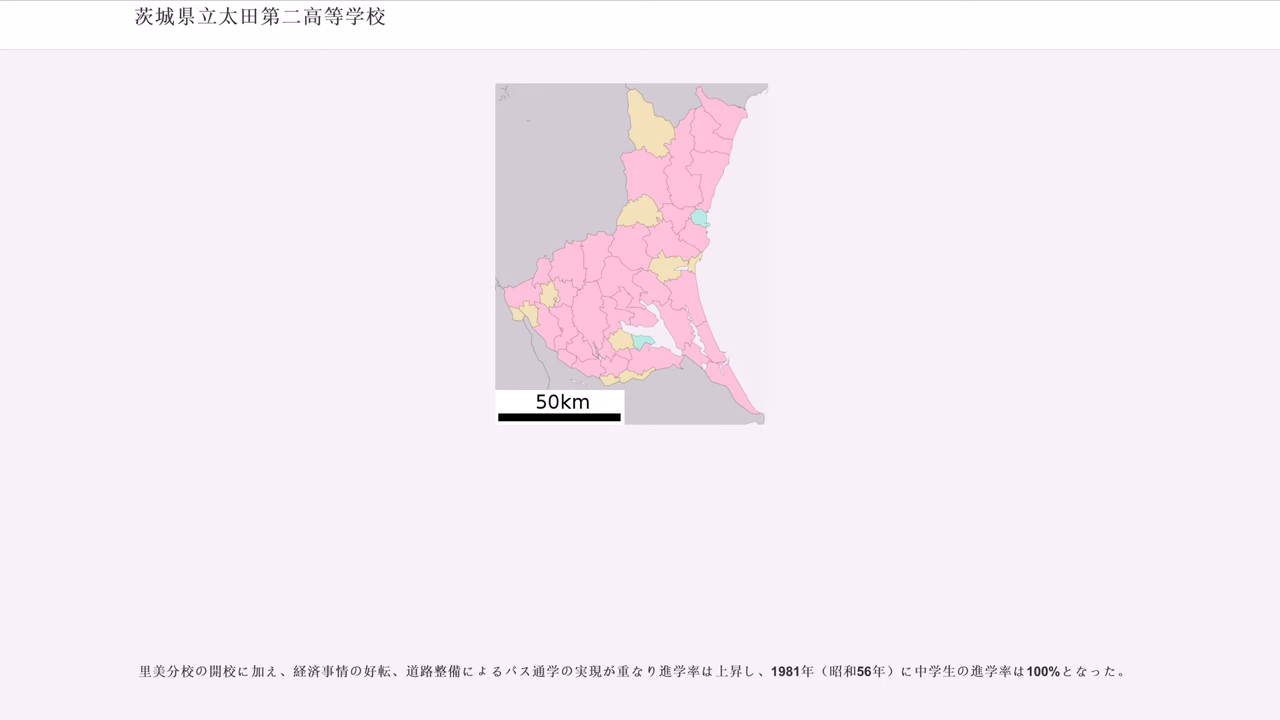 茨城県立太田第二高等学校
50km
里美分校の開校に加え、経済事情の好転、道路整備によるバス通学の実現が重なり進学率は上昇し、1981年（昭和56年）に中学生の進学率は100%となった。